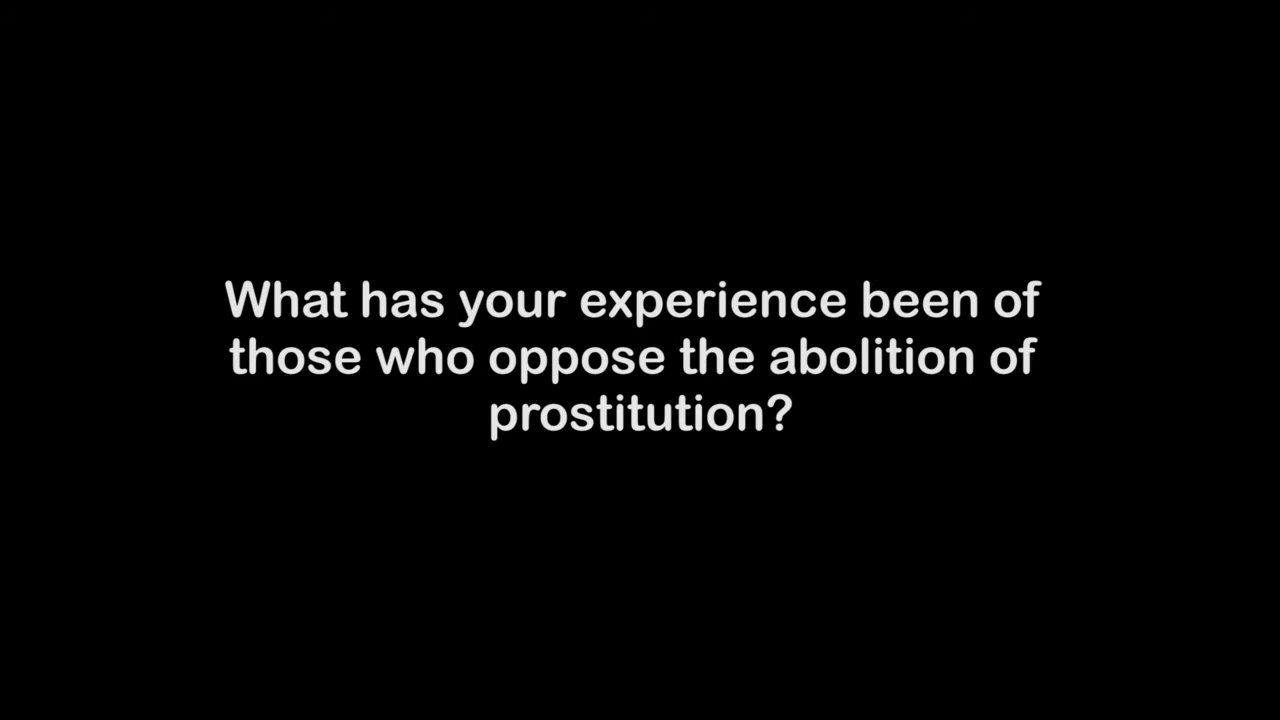 What has your experience been of
those who oppose the abolition of
prostitution?